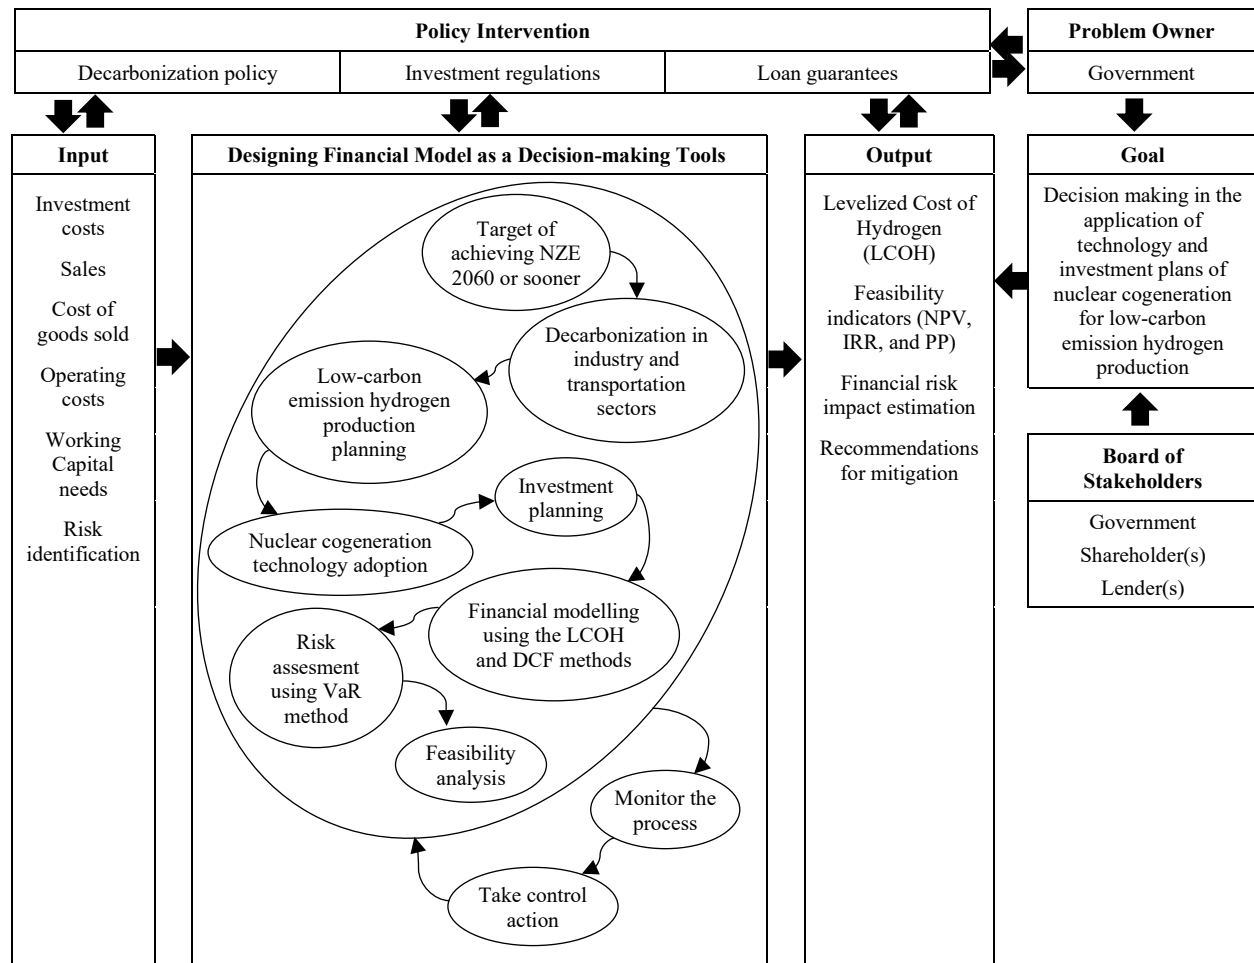 Policy Intervention
Decarbonization policy
Investment regulations
Loan guarantees
Problem Owner
Government
Input
Investment
costs
Sales
Cost of
goods sold
Operating
costs
Working
Capital
needs
Risk
identification
Designing Financial Model as a Decision-making Tools
Target of
achieving NZE
2060 or sooner
Decarbonization in
industry and
transportation
sectors
Low-carbon
emission hydrogen
production
planning
Investment
planning
Nuclear cogeneration
technology adoption
Financial modelling
using the LCOH
and DCF methods
Risk
assesment
using VaR
method
Feasibility
analysis
Monitor the
process
Take control
action
Output
Levelized Cost of
Hydrogen
(LCOH)
Feasibility
indicators (NPV,
IRR, and PP)
Financial risk
impact estimation
Recommendations
for mitigation
Goal
Decision making in the
application of
technology and
investment plans of
nuclear cogeneration
for low-carbon
emission hydrogen
production
Board of
Stakeholders
Government
Shareholder(s)
Lender(s)